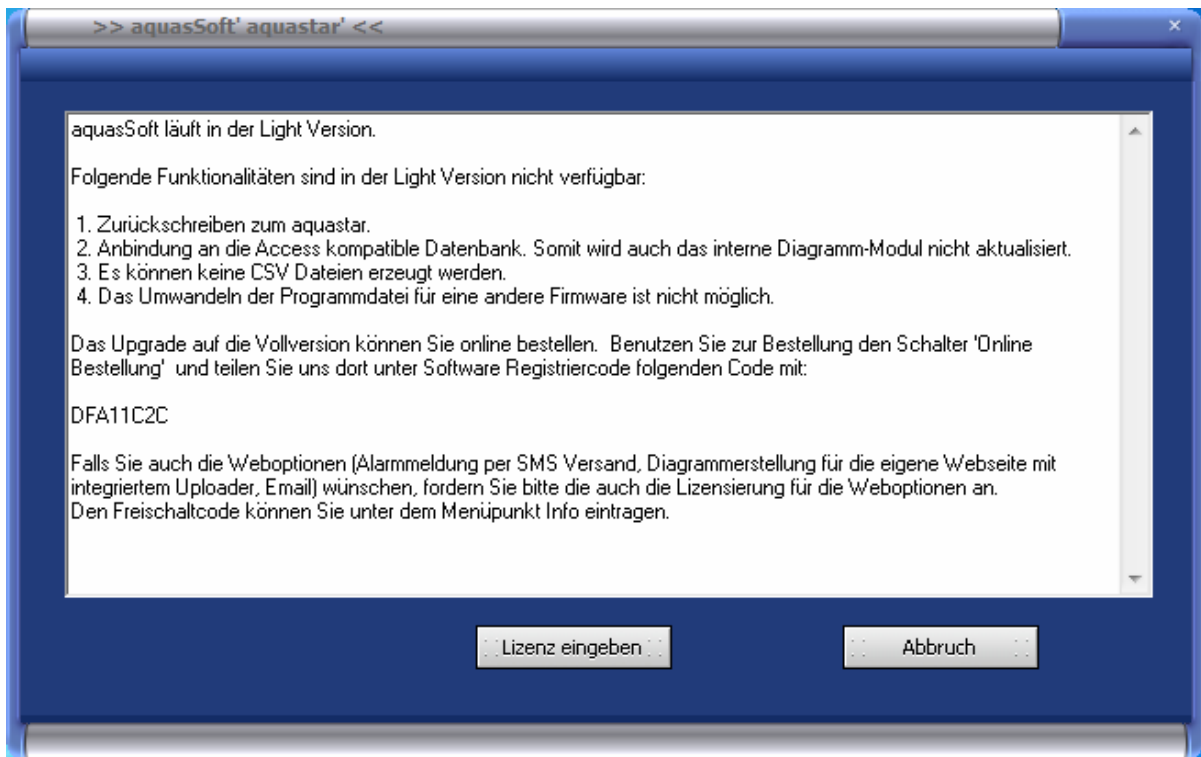 >> aquasSoft' aquastar' <<
aquasSoft läuft in der Light Version.
Folgende Funktionalitäten sind in der Light Version nicht verfügbar:
1. Zurückschreiben zum aquastar.
2. Anbindung an die Access kompatible Datenbank. Somit wird auch das interne Diagramm-Modul nicht aktualisiert.
3. Es können keine CSV Dateien erzeugt werden.
4. Das Umwandeln der Programmdatei für eine andere Firmware ist nicht möglich.
Das Upgrade auf die Vollversion können Sie online bestellen.  Benutzen Sie zur Bestellung den Schalter 'Online
Bestellung'  und teilen Sie uns dort unter Software Registriercode folgenden Code mit:
DFA11C2C
Falls Sie auch die Weboptionen (Alarmmeldung per SMS Versand, Diagrammerstellung für die eigene Webseite mit
integriertem Uploader, Email) wünschen, fordern Sie bitte die auch die Lizensierung für die Weboptionen an.
Den Freischaltcode können Sie unter dem Menüpunkt Info eintragen.
Lizenz eingeben
Abbruch